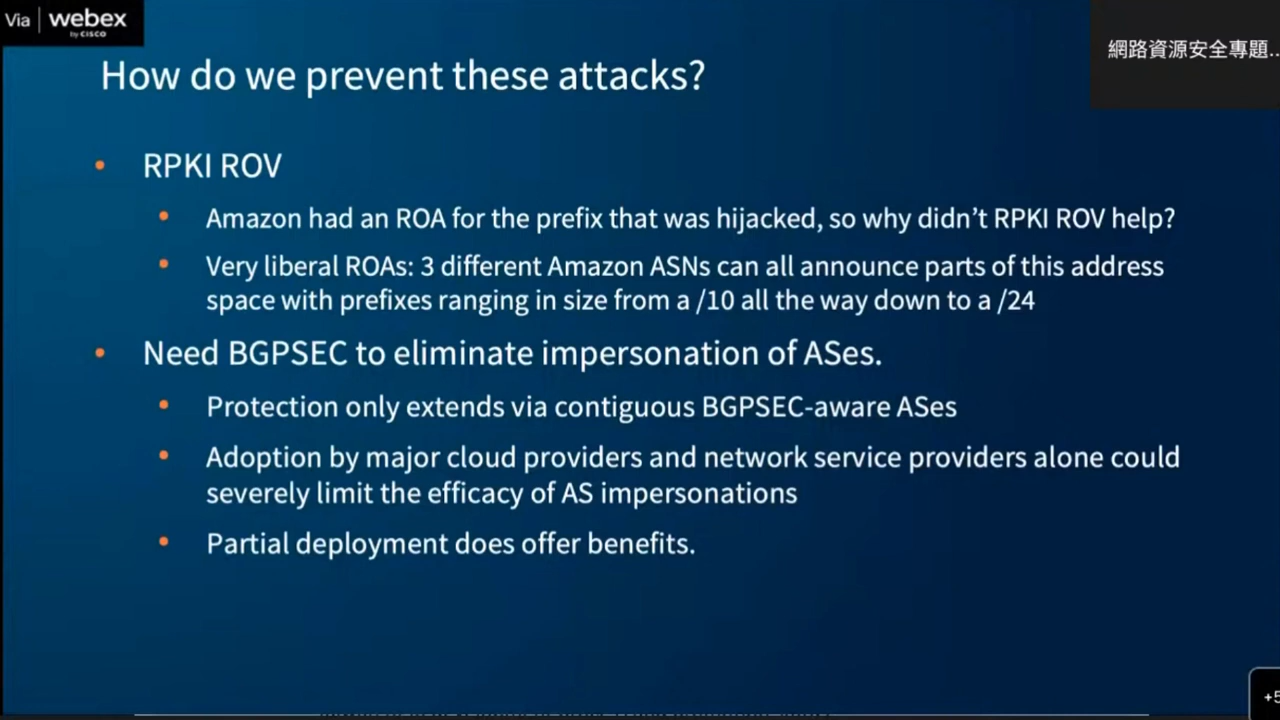 Via webex
by CISCO
網路資源安全專題..
How do we prevent these attacks?
• RPKI ROV
• Amazon had an ROA for the prefix that was hijacked, so why didn't RPKI ROV help?
• Very liberal ROAs: 3 different Amazon ASNs can all announce parts of this address
space with prefixes ranging in size from a /10 all the way down to a /24
• Need BGPSEC to eliminate impersonation of ASes.
• Protection only extends via contiguous BGPSEC-aware ASes
• Adoption by major cloud providers and network service providers alone could
severely limit the efficacy of AS impersonations
• Partial deployment does offer benefits.
+5